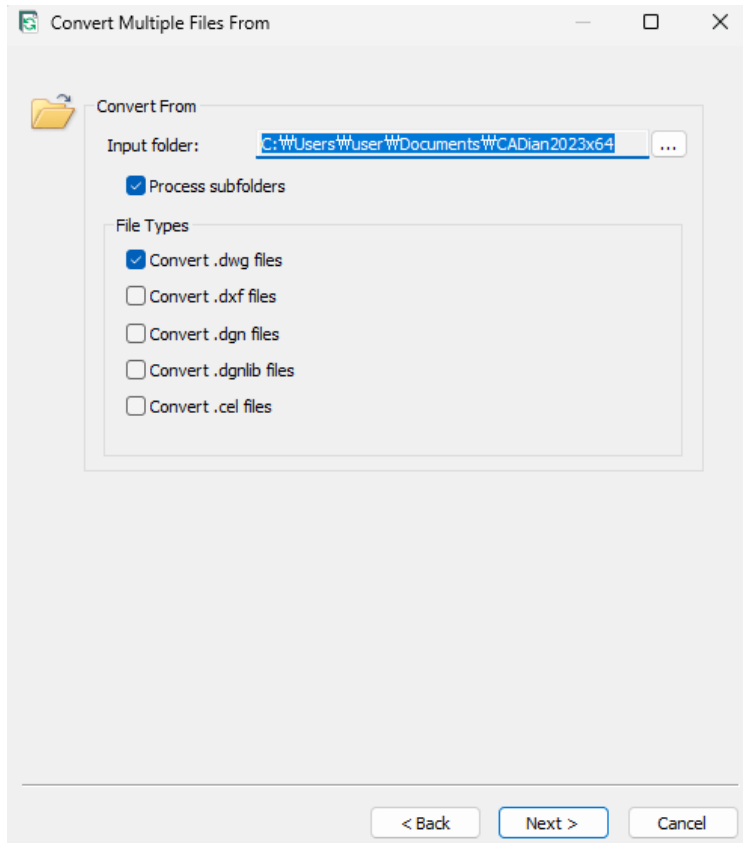 Convert Multiple Files From
Convert From
Input folder: C:₩Users₩user₩Documents₩CADian2023x64 ...
Process subfolders
File Types
Convert .dwg files
Convert .dxf files
Convert .dgn files
Convert .dgnlib files
Convert .cel files
< Back Next > Cancel